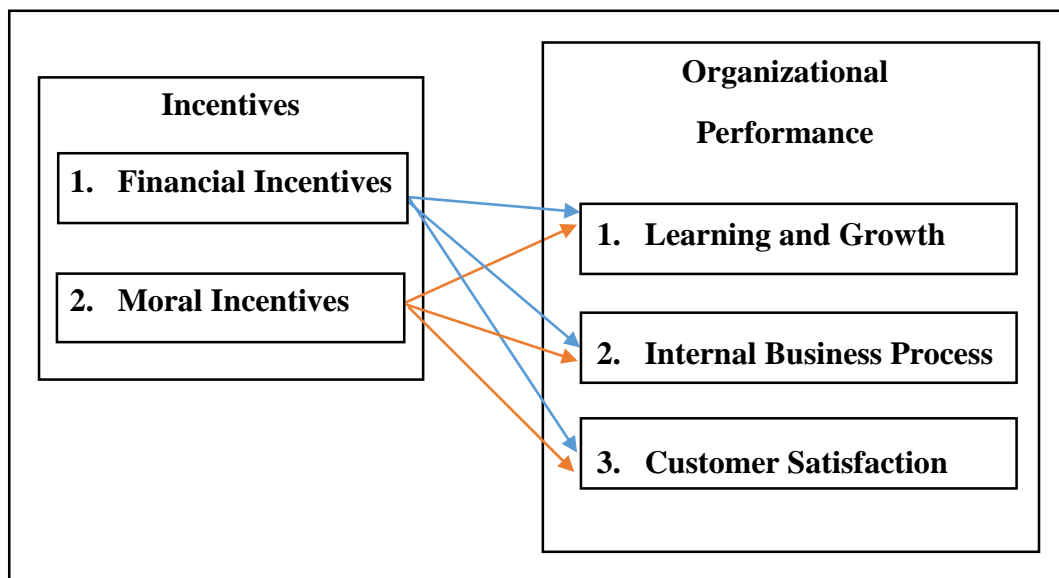 Incentives
1. Financial Incentives
2. Moral Incentives
Organizational
Performance
1. Learning and Growth
2. Internal Business Process
3. Customer Satisfaction